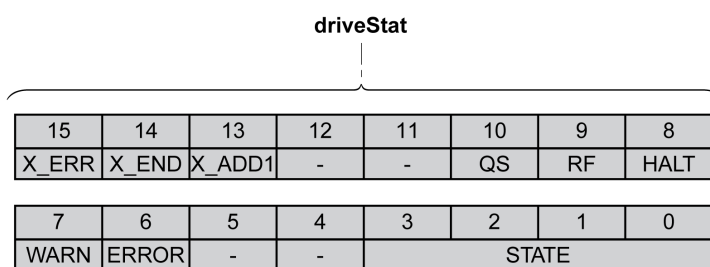 driveStat
15 14 13 12 11 10 9 8
X_ERR X_END X_ADD1 - - QS RF HALT
7 6 5 4 3 2 1 0
WARN ERROR - - STATE